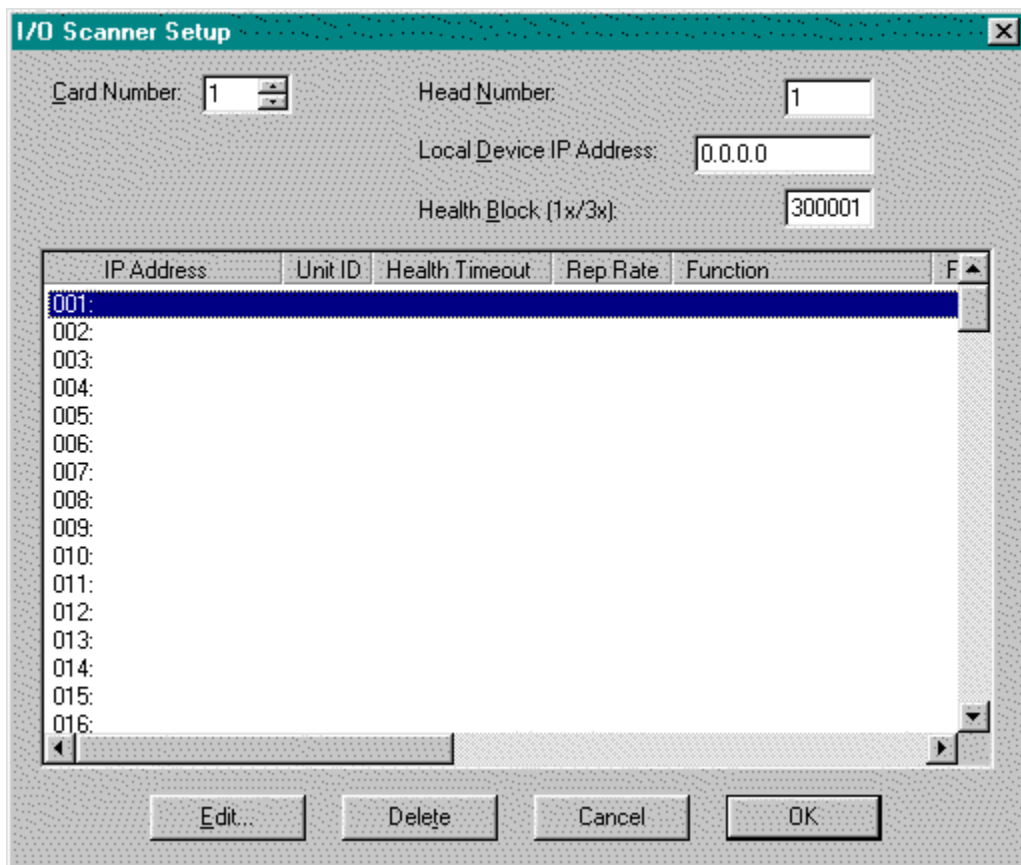 I/O Scanner Setup
Card Number: 1 Head Number: 1
Local Device IP Address: 0.0.0.0
Health Block (1x/3x): 300001
IP Address Unit ID Health Timeout Rep Rate Function F
001:
002:
003:
004:
005:
006:
007:
008:
009:
010:
011:
012:
013:
014:
015:
016:
Edit... Delete Cancel OK